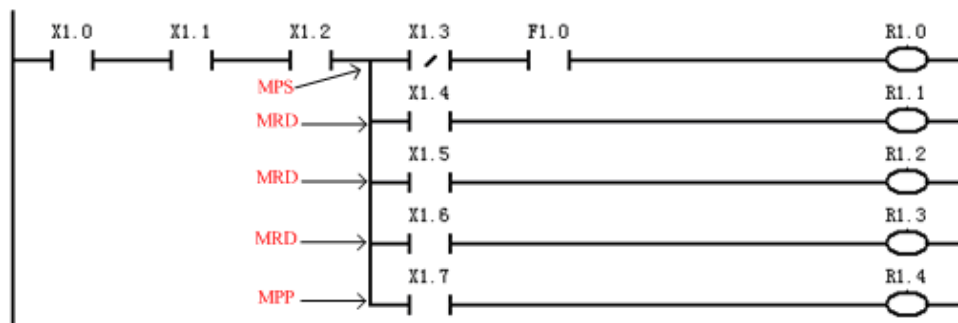 X1.0 X1.1 X1.2 X1.3 F1.0 R1.0
MPS
X1.4 R1.1
MRD
X1.5 R1.2
MRD
X1.6 R1.3
MRD
X1.7 R1.4
MPP